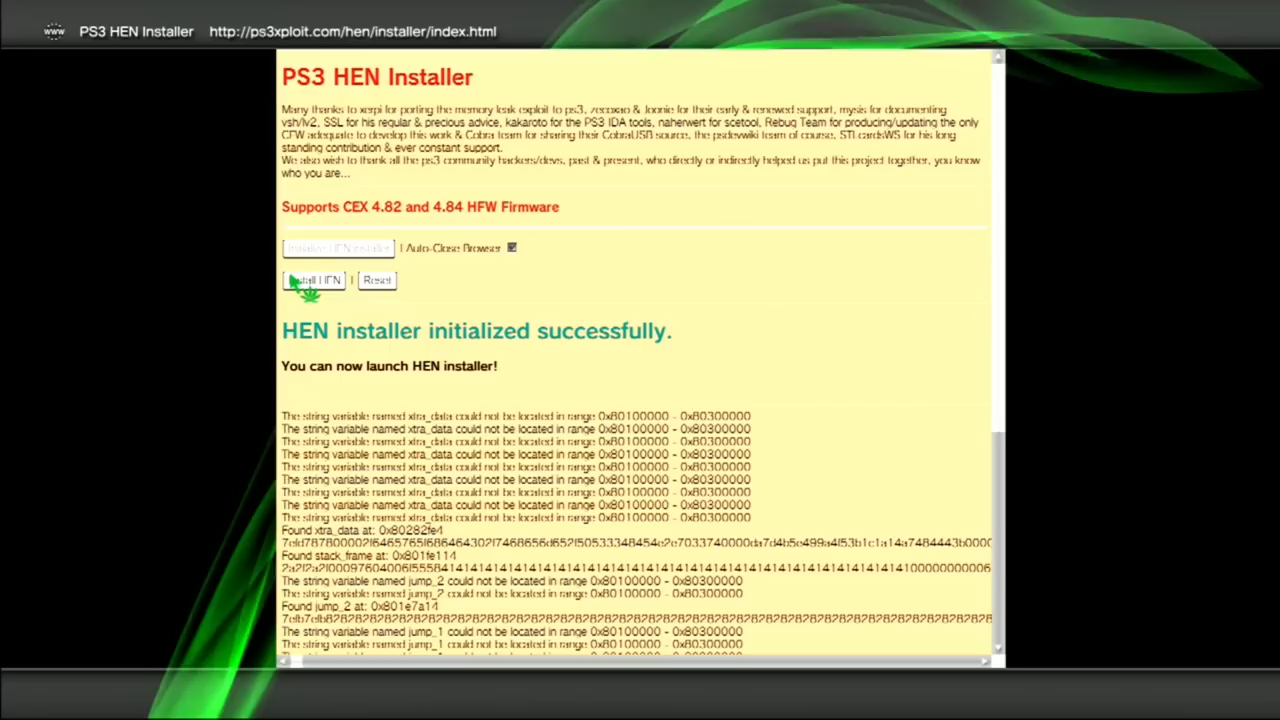 www PS3 HEN Installer http://ps3xploit.com/hen/installer/index.html
PS3 HEN Installer
Many thanks to xerpi for porting the memory leak exploit to ps3, zecoxao & Joonie for their early & renewed support, mysis for documenting
vsh/lv2, SSL for his regular & precious advice, kakaroto for the PS3 IDA tools, naherwert for scetool, Rebug Team for producing/updating the only
CFW adequate to develop this work & Cobra team for sharing their CobraUSB source, the psdevwiki team of course, STLcardsWS for his long
standing contribution & ever constant support.
We also wish to thank all the ps3 community hackers/devs, past & present, who directly or indirectly helped us put this project together, you know
who you are...
Supports CEX 4.82 and 4.84 HFW Firmware
Initialize HEN Installer | Auto-Close Browser
HEN | Reset
HEN installer initialized successfully.
You can now launch HEN installer!
The string variable named xtra_data could not be located in range 0x80100000 - 0x80300000
The string variable named xtra_data could not be located in range 0x80100000 - 0x80300000
The string variable named xtra_data could not be located in range 0x80100000 - 0x80300000
The string variable named xtra_data could not be located in range 0x80100000 - 0x80300000
The string variable named xtra_data could not be located in range 0x80100000 - 0x80300000
The string variable named xtra_data could not be located in range 0x80100000 - 0x80300000
The string variable named xtra_data could not be located in range 0x80100000 - 0x80300000
The string variable named xtra_data could not be located in range 0x80100000 - 0x80300000
The string variable named xtra_data could not be located in range 0x80100000 - 0x80300000
Found xtra_data at: 0x80282fe4
Found stack_frame at: 0x801fe114
The string variable named jump_2 could not be located in range 0x80100000 - 0x80300000
The string variable named jump_2 could not be located in range 0x80100000 - 0x80300000
Found jump_2 at: 0x801e7a14
The string variable named jump_1 could not be located in range 0x80100000 - 0x80300000
The string variable named jump_1 could not be located in range 0x80100000 - 0x80300000